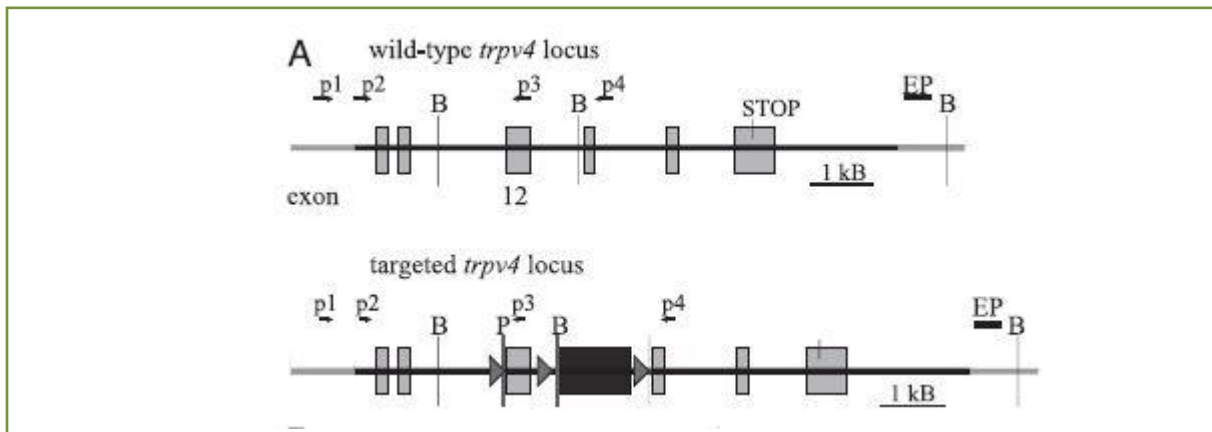 A wild-type trpv4 locus
p1 p2 p3 p4 EP
B B STOP B
1 kB
exon 12
targeted trpv4 locus
p1 p2 p3 p4 EP
B P B B
1 kB